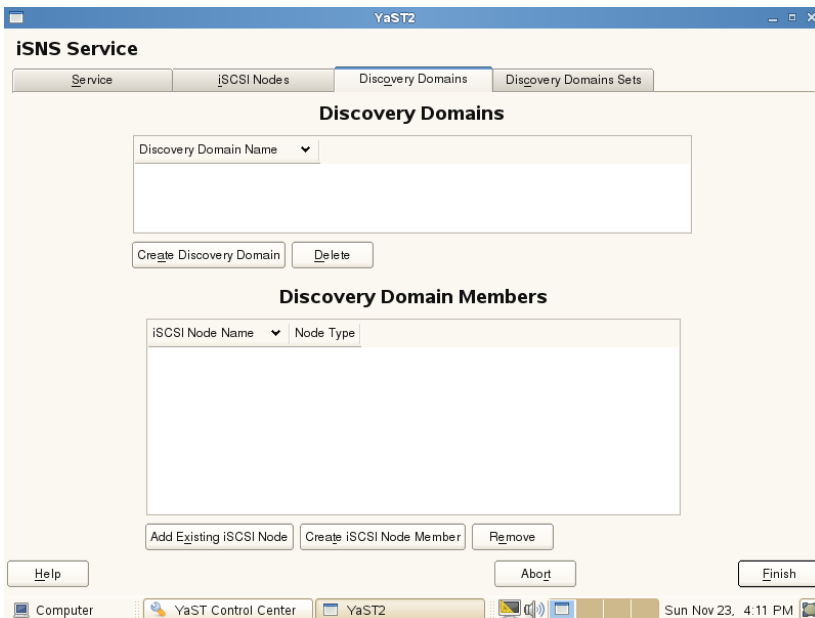 YaST2
iSNS Service
Service iSCSI Nodes Discovery Domains Discovery Domains Sets
Discovery Domains
Discovery Domain Name
Create Discovery Domain Delete
Discovery Domain Members
iSCSI Node Name Node Type
Add Existing iSCSI Node Create iSCSI Node Member Remove
Help Abort Finish
Computer YaST Control Center YaST2 Sun Nov 23, 4:11 PM